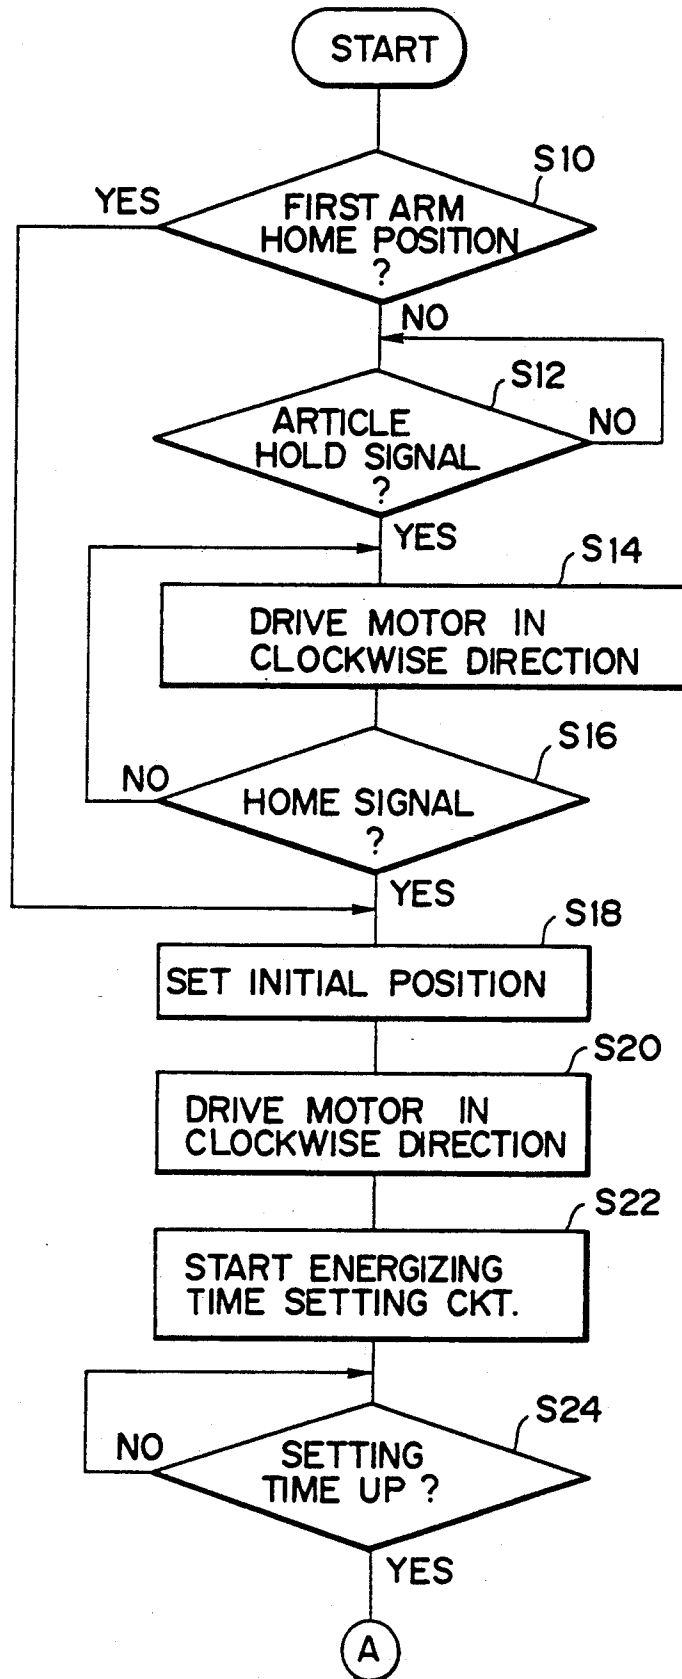 START
S10
YES
FIRST ARM
HOME POSITION
?
NO
S12
ARTICLE
HOLD SIGNAL
?
NO
YES
S14
DRIVE MOTOR IN
CLOCKWISE DIRECTION
S16
NO
HOME SIGNAL
?
YES
S18
SET INITIAL POSITION
S20
DRIVE MOTOR IN
CLOCKWISE DIRECTION
S22
START ENERGIZING
TIME SETTING CKT.
S24
NO
SETTING
TIME UP ?
YES
A